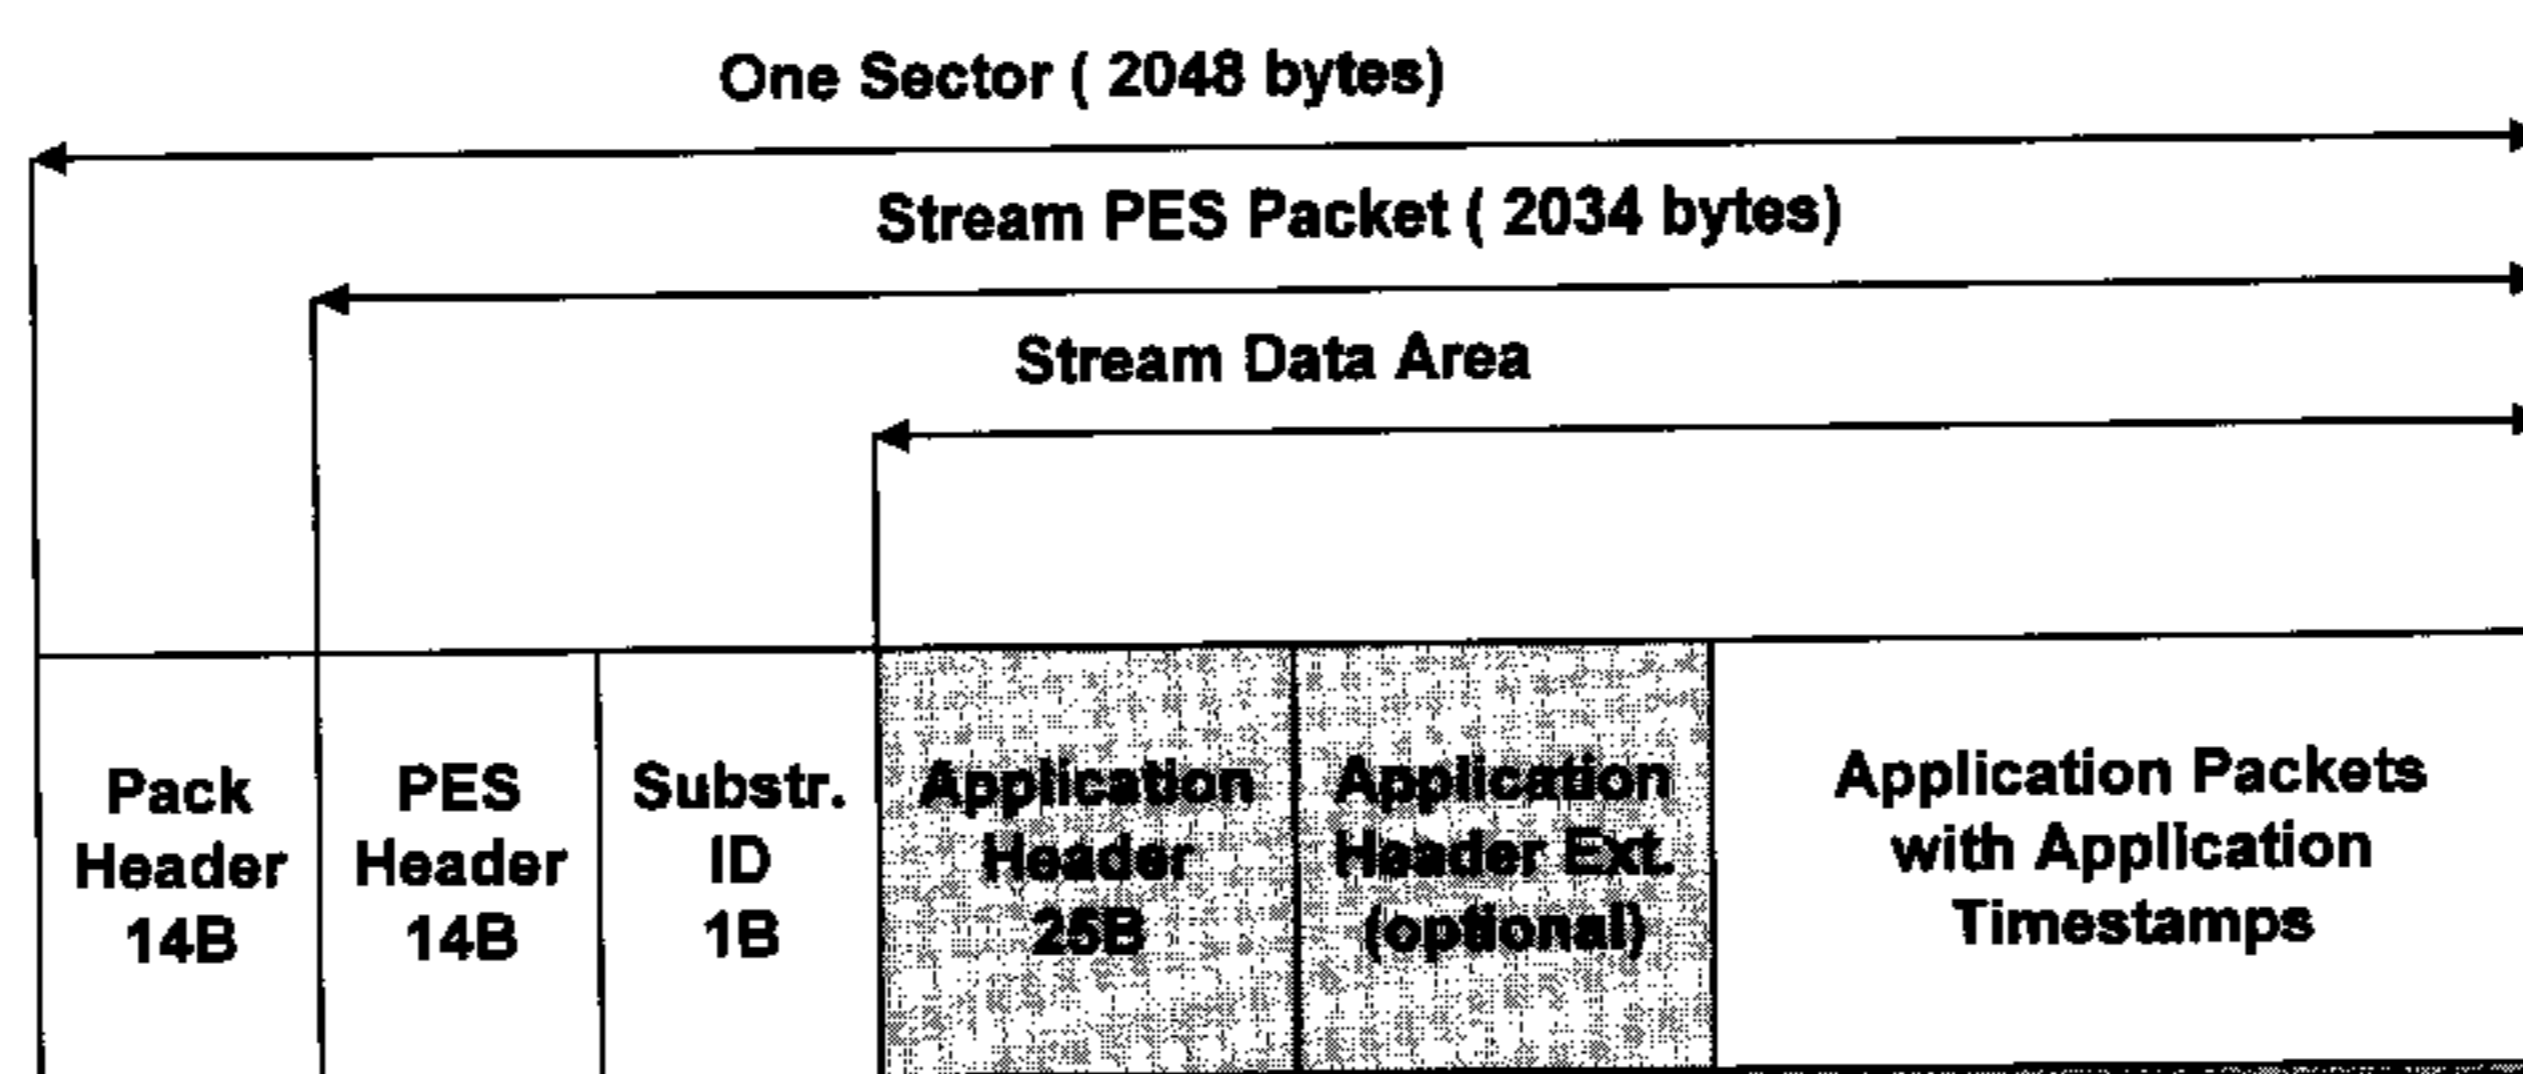 One Sector ( 2048 bytes)
Stream PES Packet ( 2034 bytes)
Stream Data Area
Pack
Header
14B
PES
Header
14B
Substr.
ID
1B
Application
Header
25B
Application
Header Ext.
(optional)
Application Packets
with Application
Timestamps